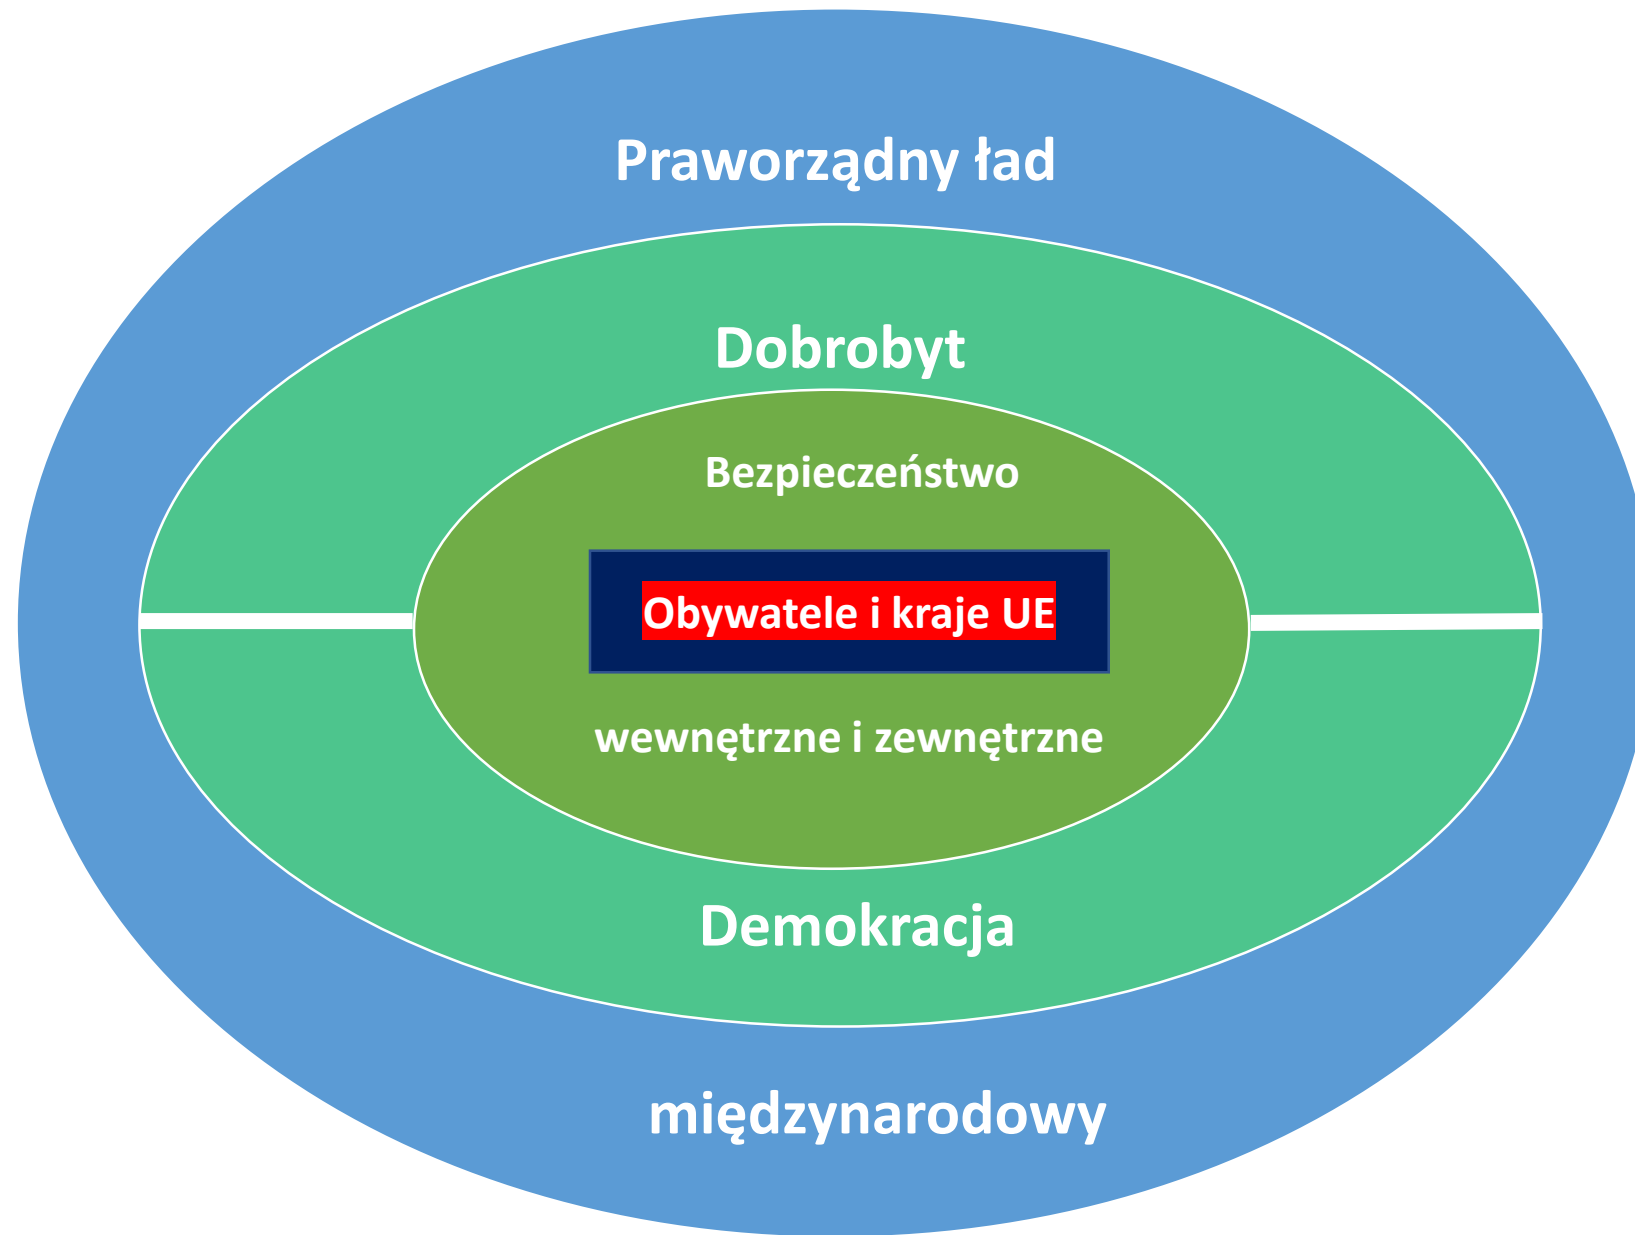 Praworządny ład
Dobrobyt
Bezpieczeństwo
Obywatele i kraje UE
wewnętrzne i zewnętrzne
Demokracja
międzynarodowy